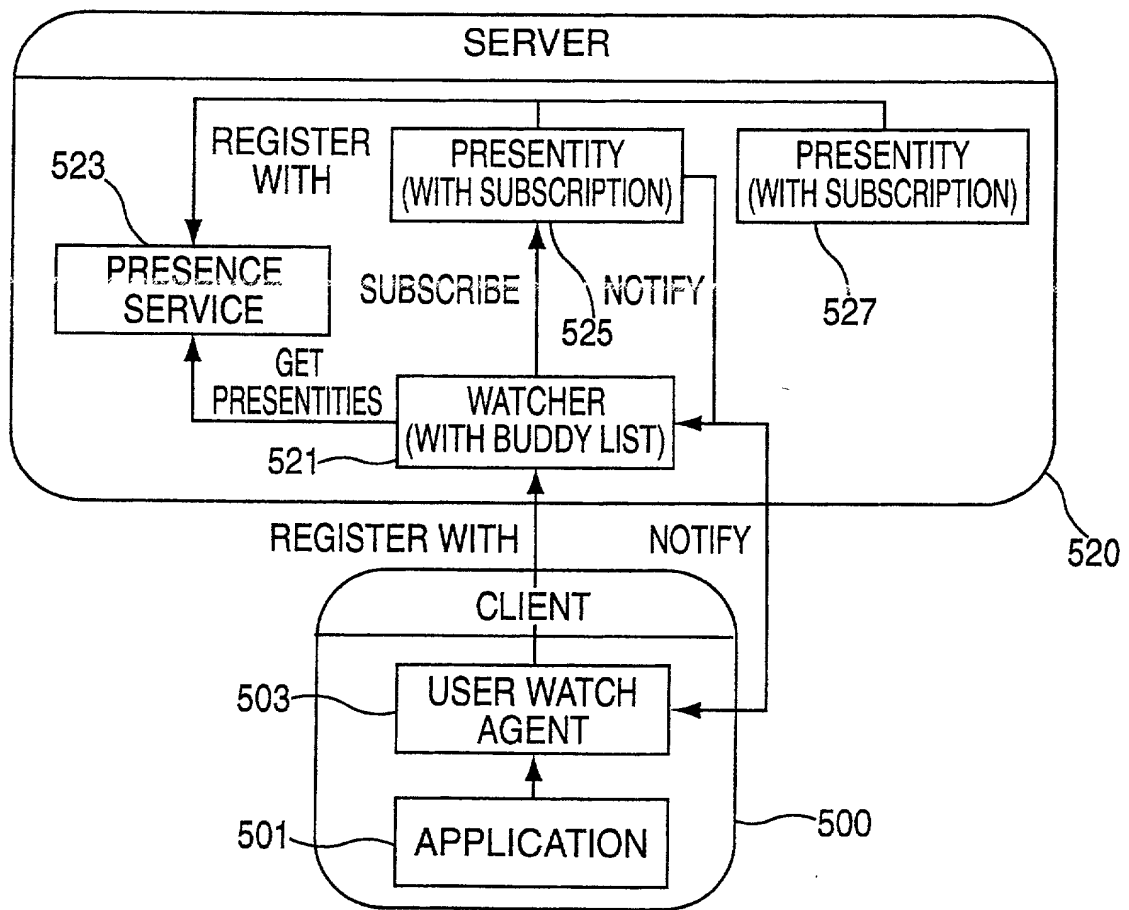 SERVER
REGISTER
WITH
523
PRESENTITY
(WITH SUBSCRIPTION)
PRESENTITY
(WITH SUBSCRIPTION)
PRESENCE
SERVICE
SUBSCRIBE
NOTIFY
525
527
GET
PRESENTITIES
WATCHER
(WITH BUDDY LIST)
521
520
REGISTER WITH
NOTIFY
CLIENT
503
USER WATCH
AGENT
501
APPLICATION
500